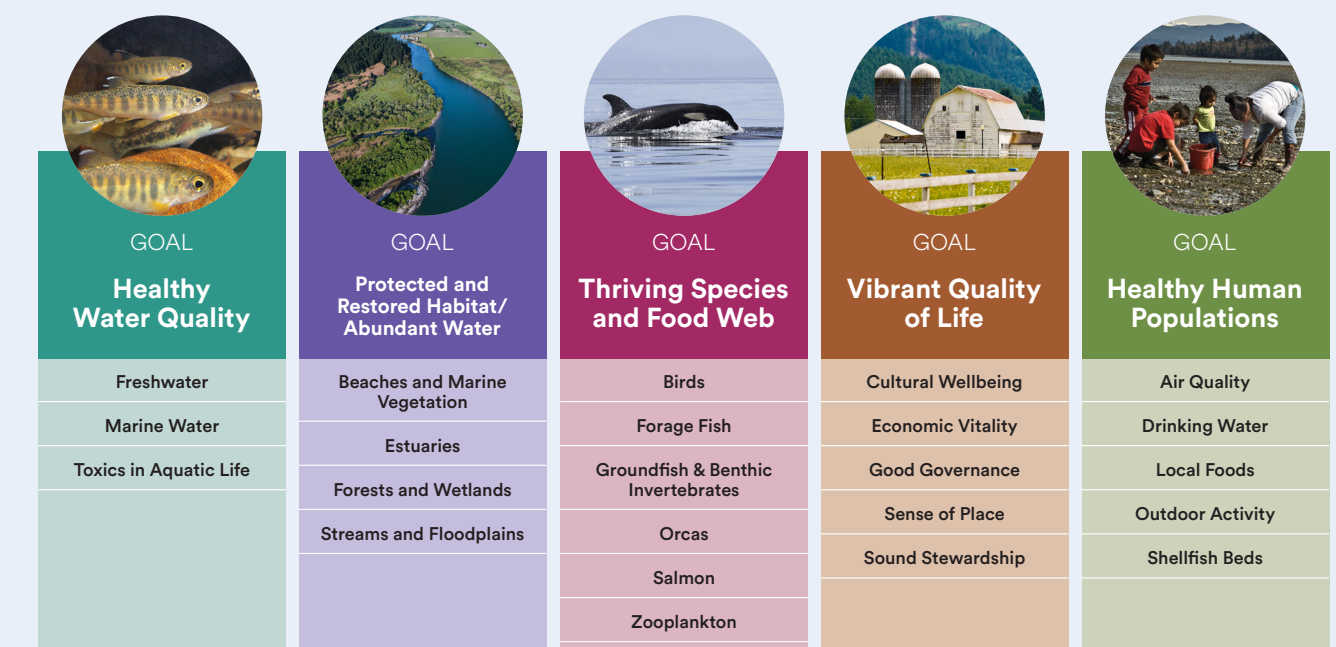 GOAL
Healthy
Water Quality
Freshwater
Marine Water
Toxics in Aquatic Life
GOAL
Protected and
Restored Habitat/
Abundant Water
Beaches and Marine
Vegetation
Estuaries
Forests and Wetlands
Streams and Floodplains
GOAL
Thriving Species
and Food Web
Birds
Forage Fish
Groundfish & Benthic
Invertebrates
Orcas
Salmon
Zooplankton
GOAL
Vibrant Quality
of Life
Cultural Wellbeing
Economic Vitality
Good Governance
Sense of Place
Sound Stewardship
GOAL
Healthy Human
Populations
Air Quality
Drinking Water
Local Foods
Outdoor Activity
Shellfish Beds